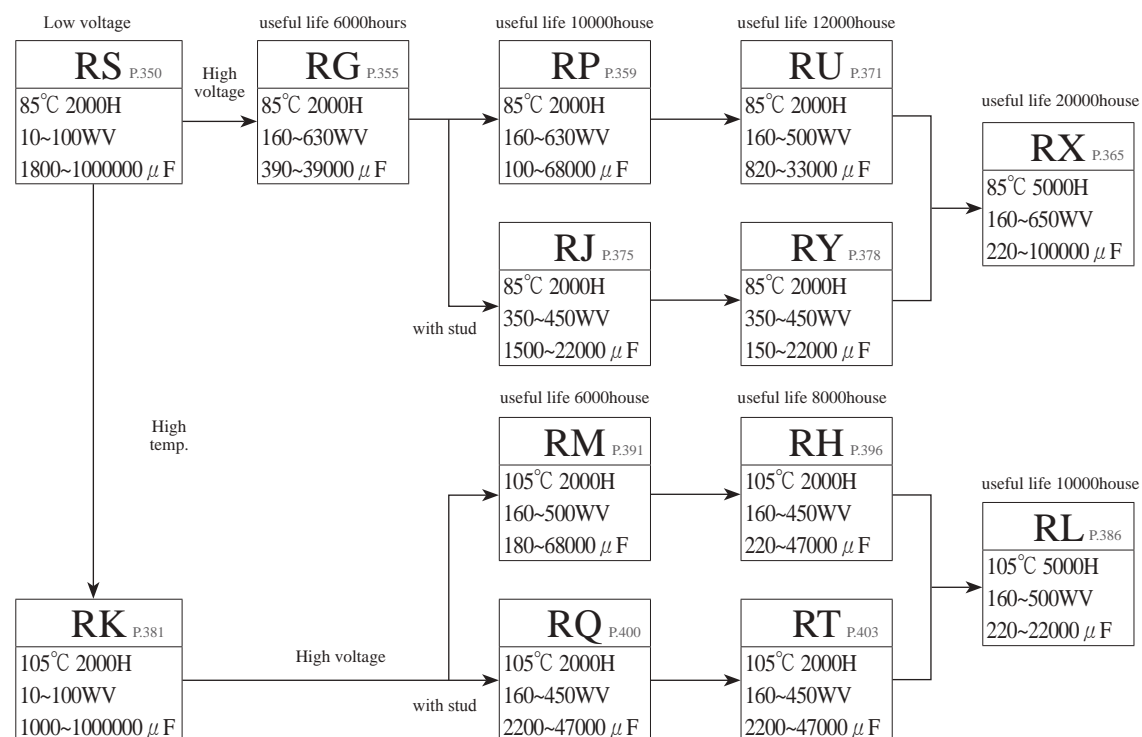 Low voltage
RS P.350
85℃ 2000H
10~100WV
1800~1000000 μF
High
voltage
useful life 6000hours
RG P.355
85℃ 2000H
160~630WV
390~39000 μF
useful life 10000house
RP P.359
85℃ 2000H
160~630WV
100~68000 μF
useful life 12000house
RU P.371
85℃ 2000H
160~500WV
820~33000 μF
useful life 20000house
RX P.365
85℃ 5000H
160~650WV
220~100000 μF
with stud
RJ P.375
85℃ 2000H
350~450WV
1500~22000 μF
RY P.378
85℃ 2000H
350~450WV
150~22000 μF
High
temp.
useful life 6000house
RM P.391
105℃ 2000H
160~500WV
180~68000 μF
useful life 8000house
RH P.396
105℃ 2000H
160~450WV
220~47000 μF
useful life 10000house
RL P.386
105℃ 5000H
160~500WV
220~22000 μF
RK P.381
105℃ 2000H
10~100WV
1000~1000000 μF
High voltage
with stud
RQ P.400
105℃ 2000H
160~450WV
2200~47000 μF
RT P.403
105℃ 2000H
160~450WV
2200~47000 μF